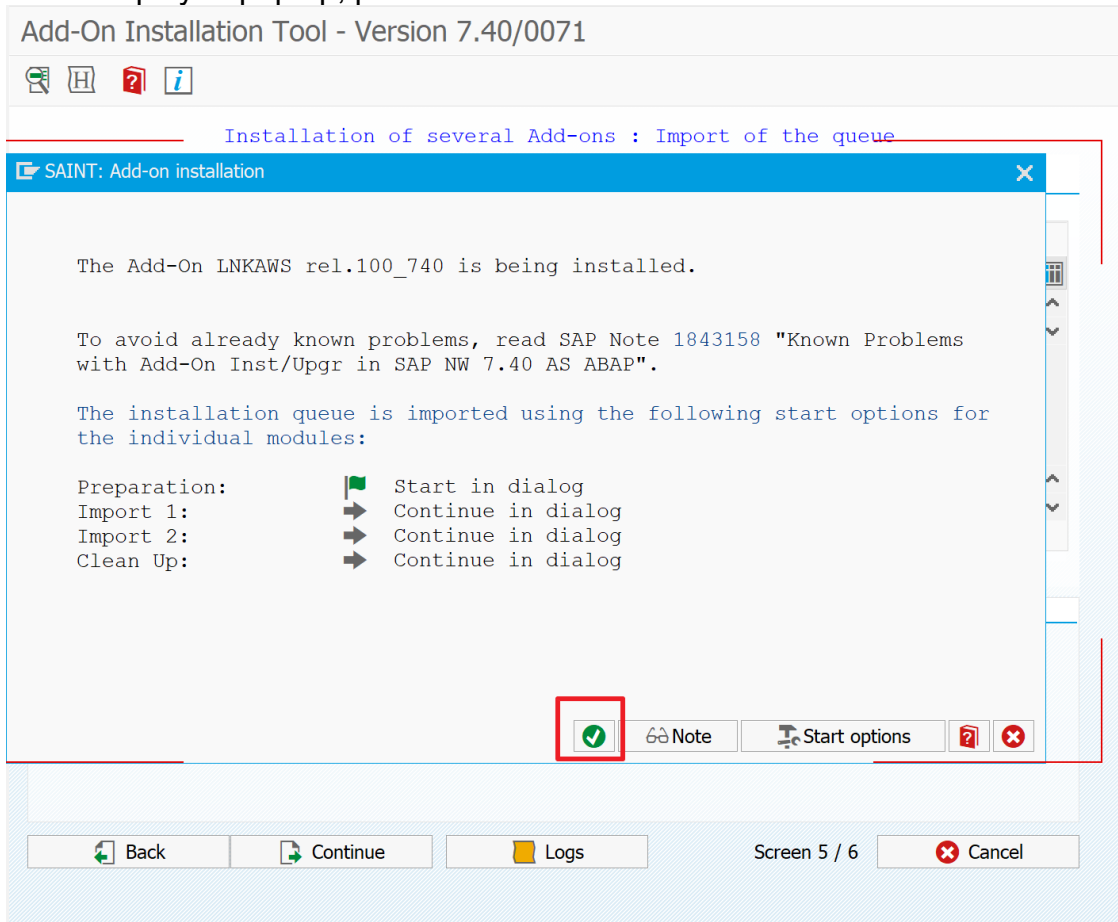 Add-On Installation Tool - Version 7.40/0071
Installation of several Add-ons : Import of the queue
SAINT: Add-on installation
The Add-On LNKAWS rel.100_740 is being installed.
To avoid already known problems, read SAP Note 1843158 "Known Problems
with Add-On Inst/Upgr in SAP NW 7.40 AS ABAP".
The installation queue is imported using the following start options for
the individual modules:
Preparation: Start in dialog
Import 1: Continue in dialog
Import 2: Continue in dialog
Clean Up: Continue in dialog
Note Start options
Back Continue Logs Screen 5 / 6 Cancel